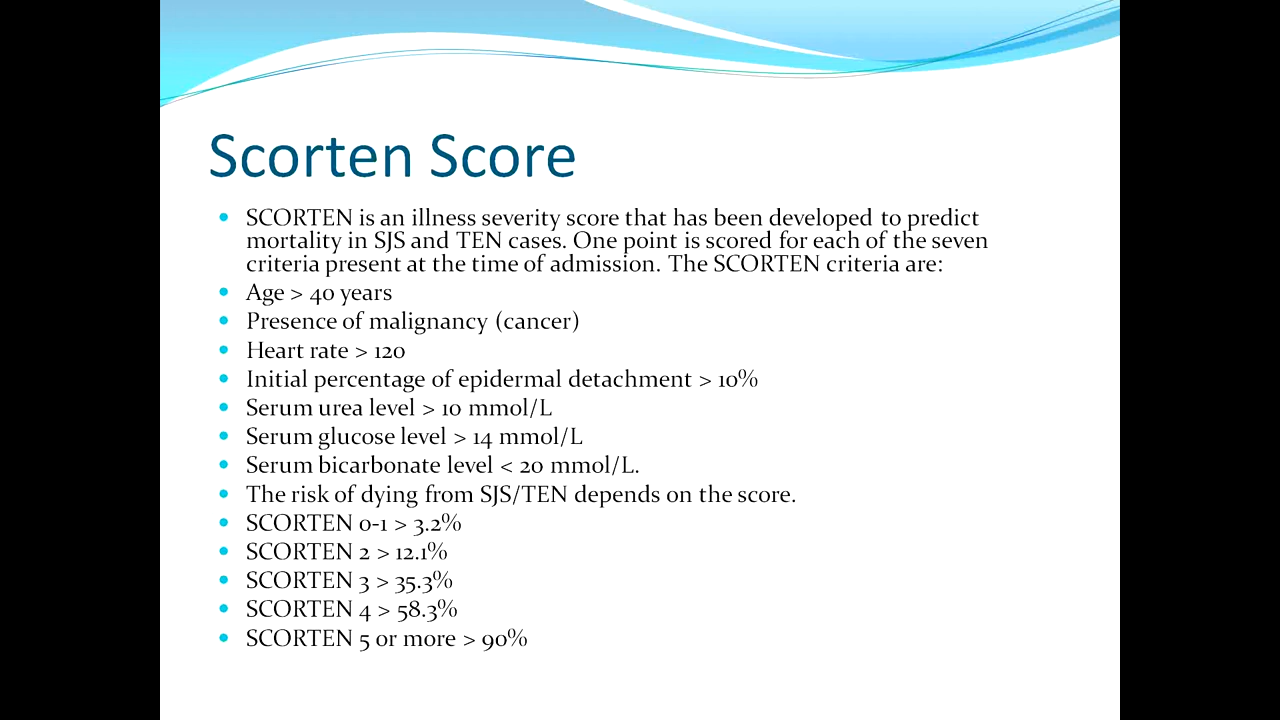 Scorten Score
• SCORTEN is an illness severity score that has been developed to predict
mortality in SJS and TEN cases. One point is scored for each of the seven
criteria present at the time of admission. The SCORTEN criteria are:
• Age > 40 years
• Presence of malignancy (cancer)
• Heart rate > 120
• Initial percentage of epidermal detachment > 10%
• Serum urea level > 10 mmol/L
• Serum glucose level > 14 mmol/L
• Serum bicarbonate level < 20 mmol/L.
• The risk of dying from SJS/TEN depends on the score.
• SCORTEN 0-1 > 3.2%
• SCORTEN 2 > 12.1%
• SCORTEN 3 > 35.3%
• SCORTEN 4 > 58.3%
• SCORTEN 5 or more > 90%